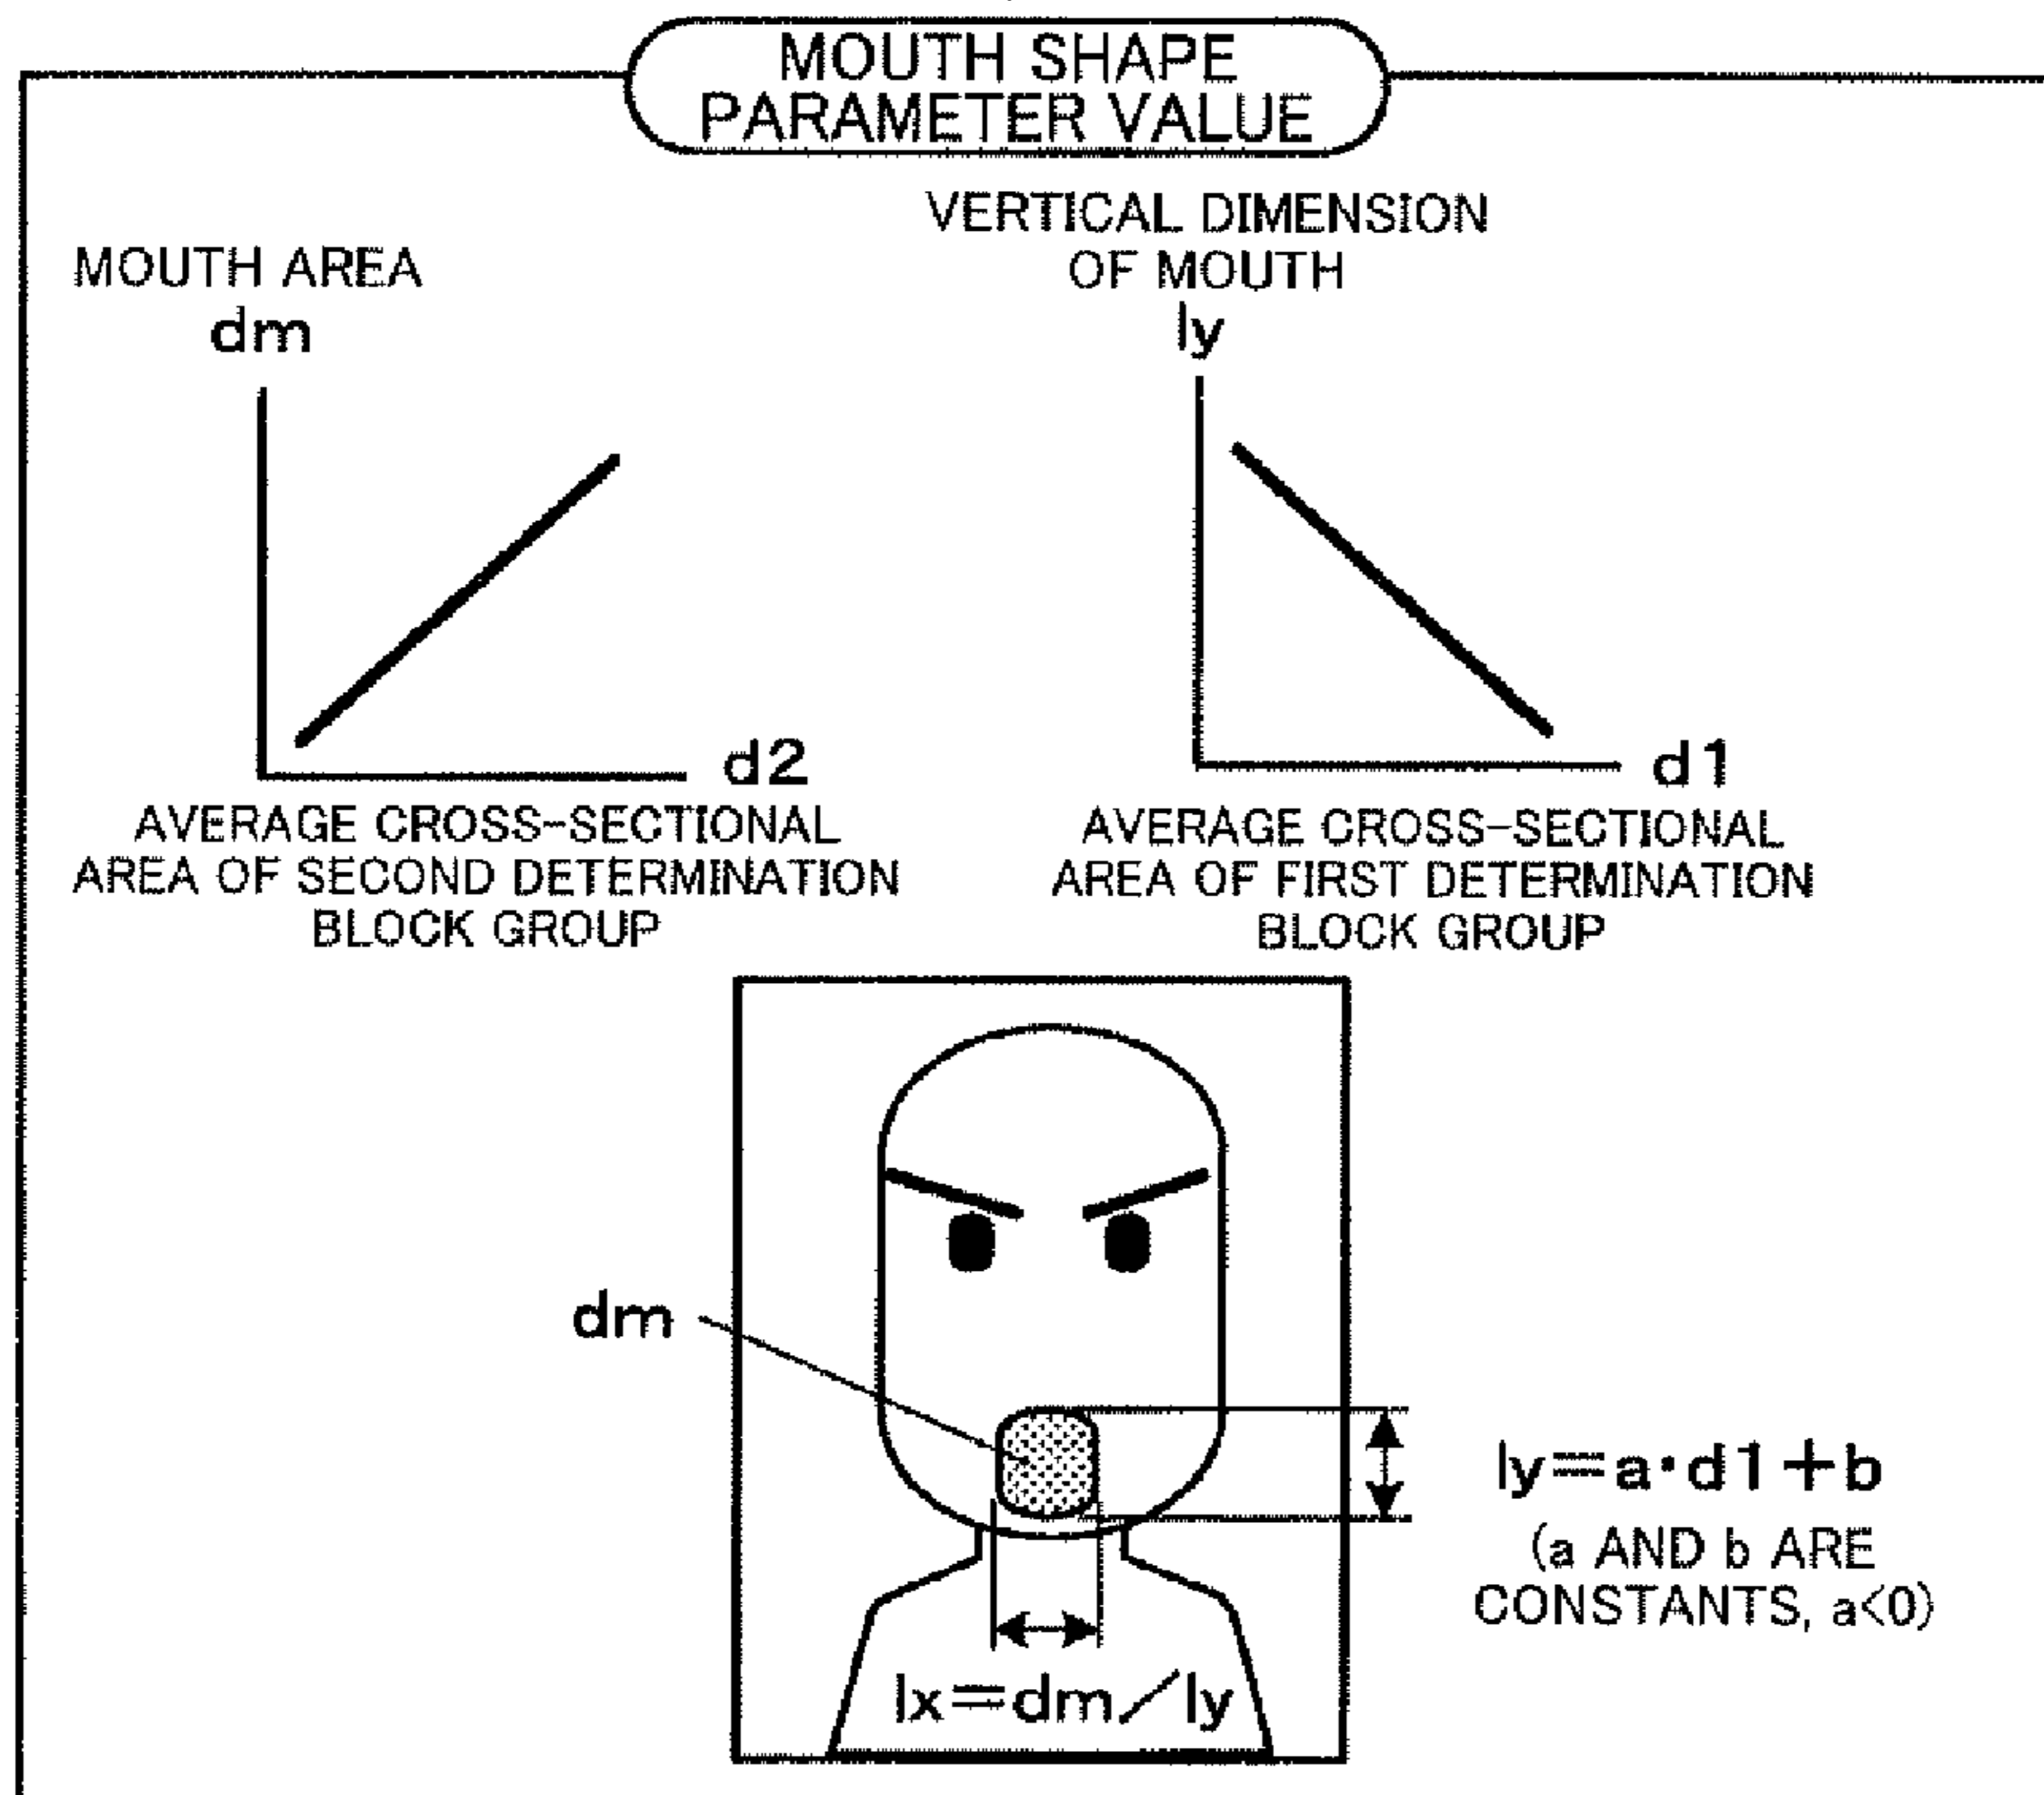 MOUTH SHAPE
PARAMETER VALUE
MOUTH AREA
dm
VERTICAL DIMENSION
OF MOUTH
ly
d2
AVERAGE CROSS-SECTIONAL
AREA OF SECOND DETERMINATION
BLOCK GROUP
d1
AVERAGE CROSS-SECTIONAL
AREA OF FIRST DETERMINATION
BLOCK GROUP
dm
ly=a・d1+b
(a AND b ARE
CONSTANTS, a<0)
lx=dm/ly